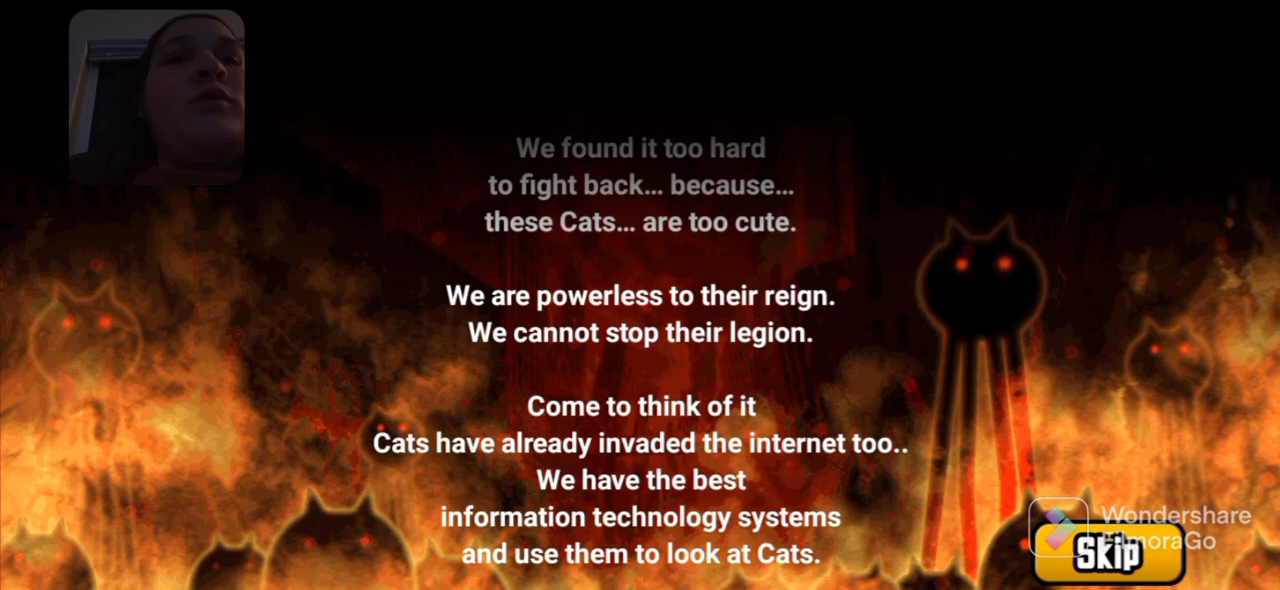 We found it too hard
to fight back... because...
these Cats... are too cute.
We are powerless to their reign.
We cannot stop their legion.
Come to think of it
Cats have already invaded the internet too..
We have the best
information technology systems
and use them to look at Cats.
Wondershare
FilmoraGo
Skip